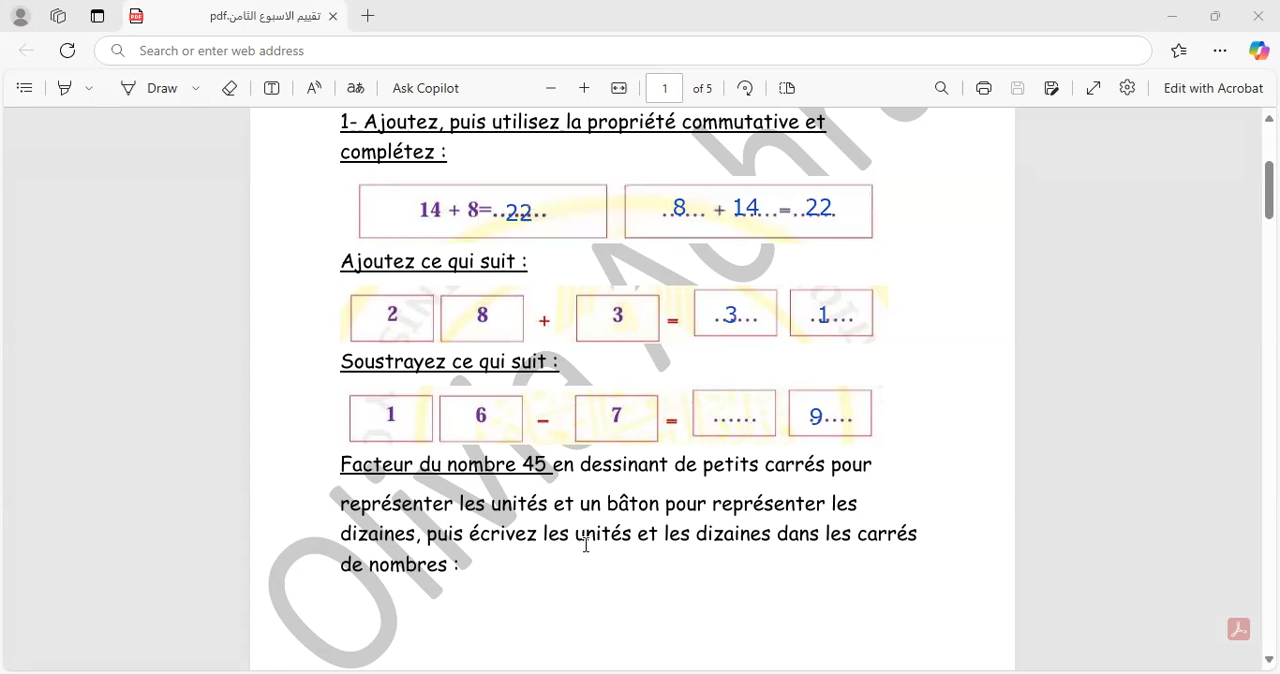 تقييم الاسبوع الثامن.pdf
Search or enter web address
Draw
Ask Copilot
1 of 5
Edit with Acrobat
1- Ajoutez, puis utilisez la propriété commutative et
complétez :
14 + 8=..22.. ..8... + 14...=..22.
Ajoutez ce qui suit :
2 8 + 3 = ..3... ..1...
Soustrayez ce qui suit :
1 6 - 7 = ...... 9....
Facteur du nombre 45 en dessinant de petits carrés pour
représenter les unités et un bâton pour représenter les
dizaines, puis écrivez les unités et les dizaines dans les carrés
de nombres :